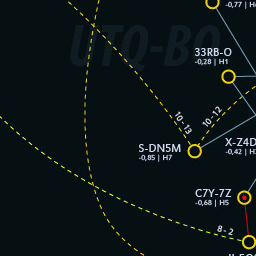 -0,77 | H
UTQ-BO
33RB-O
-0,28 | H1
10 - 13
10 - 12
S-DN5M
-0,85 | H7
X-Z4D
-0,42 | H
C7Y-7Z
-0,68 | H5
8 - 2